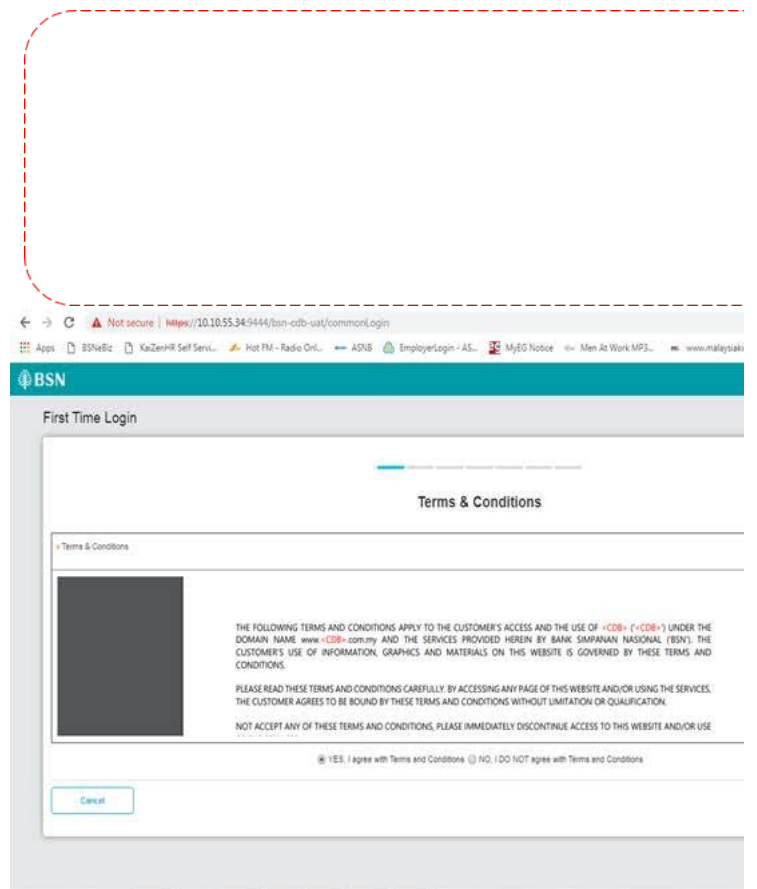 Not secure | https://10.10.55.34:9444/bsn-cdb-uat/commonLogin
Apps BSNeBiz KaiZenHR Self Servi... Hot FM - Radio Onl... ASNB EmployerLogin - AS... MyEG Notice Men At Work MP3... www.malaysiaki
BSN
First Time Login
Terms & Conditions
Terms & Conditions
THE FOLLOWING TERMS AND CONDITIONS APPLY TO THE CUSTOMER'S ACCESS AND THE USE OF <CDB> ('<CDB>') UNDER THE
DOMAIN NAME www.<CDB>.com.my AND THE SERVICES PROVIDED HEREIN BY BANK SIMPANAN NASIONAL ('BSN'). THE
CUSTOMER'S USE OF INFORMATION, GRAPHICS AND MATERIALS ON THIS WEBSITE IS GOVERNED BY THESE TERMS AND
CONDITIONS.
PLEASE READ THESE TERMS AND CONDITIONS CAREFULLY. BY ACCESSING ANY PAGE OF THIS WEBSITE AND/OR USING THE SERVICES,
THE CUSTOMER AGREES TO BE BOUND BY THESE TERMS AND CONDITIONS WITHOUT LIMITATION OR QUALIFICATION.
NOT ACCEPT ANY OF THESE TERMS AND CONDITIONS, PLEASE IMMEDIATELY DISCONTINUE ACCESS TO THIS WEBSITE AND/OR USE
YES, I agree with Terms and Conditions NO, I DO NOT agree with Terms and Conditions
Cancel